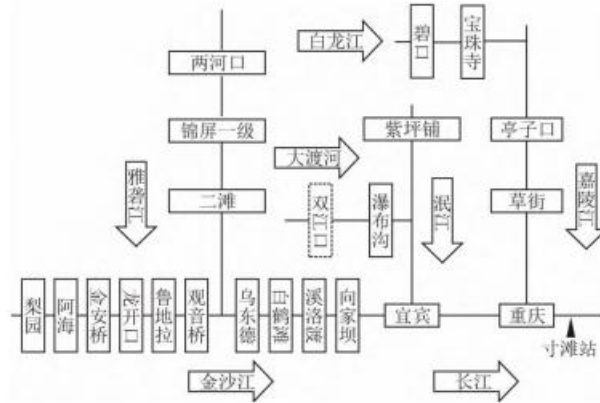 白龙江
碧口
宝珠寺
两河口
锦屏一级
紫坪铺
亭子口
大渡河
雅砻江
二滩
双江口
瀑布沟
岷江
草街
嘉陵江
梨园
阿海
金安桥
龙开口
鲁地拉
观音桥
乌东德
白鹤滩
溪洛渡
向家坝
宜宾
重庆
寸滩站
金沙江
长江